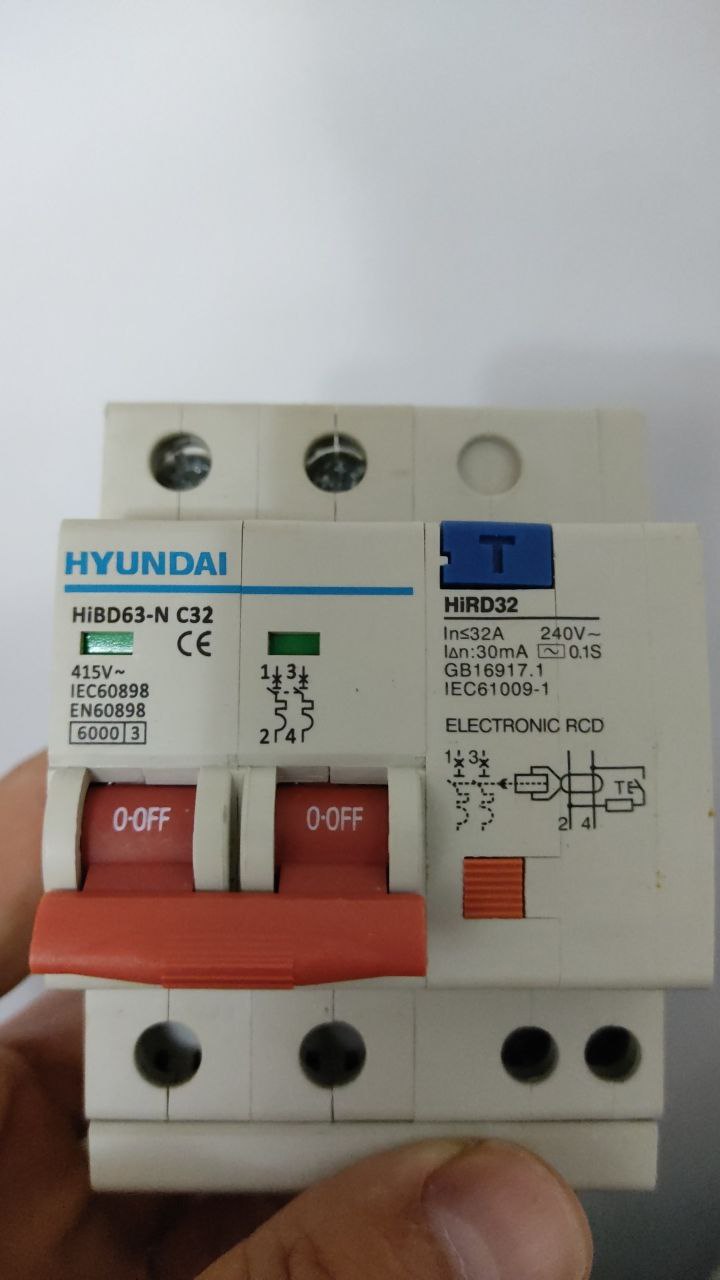 HYUNDAI
HiBD63-N C32
CE
415V~
IEC60898
EN60898
6000 3
1 3
2 4
O-OFF
O-OFF
T
HiRD32
In≤32A 240V~
I∆n:30mA ~ 0.1S
GB16917.1
IEC61009-1
ELECTRONIC RCD
1 3
TE
2 4